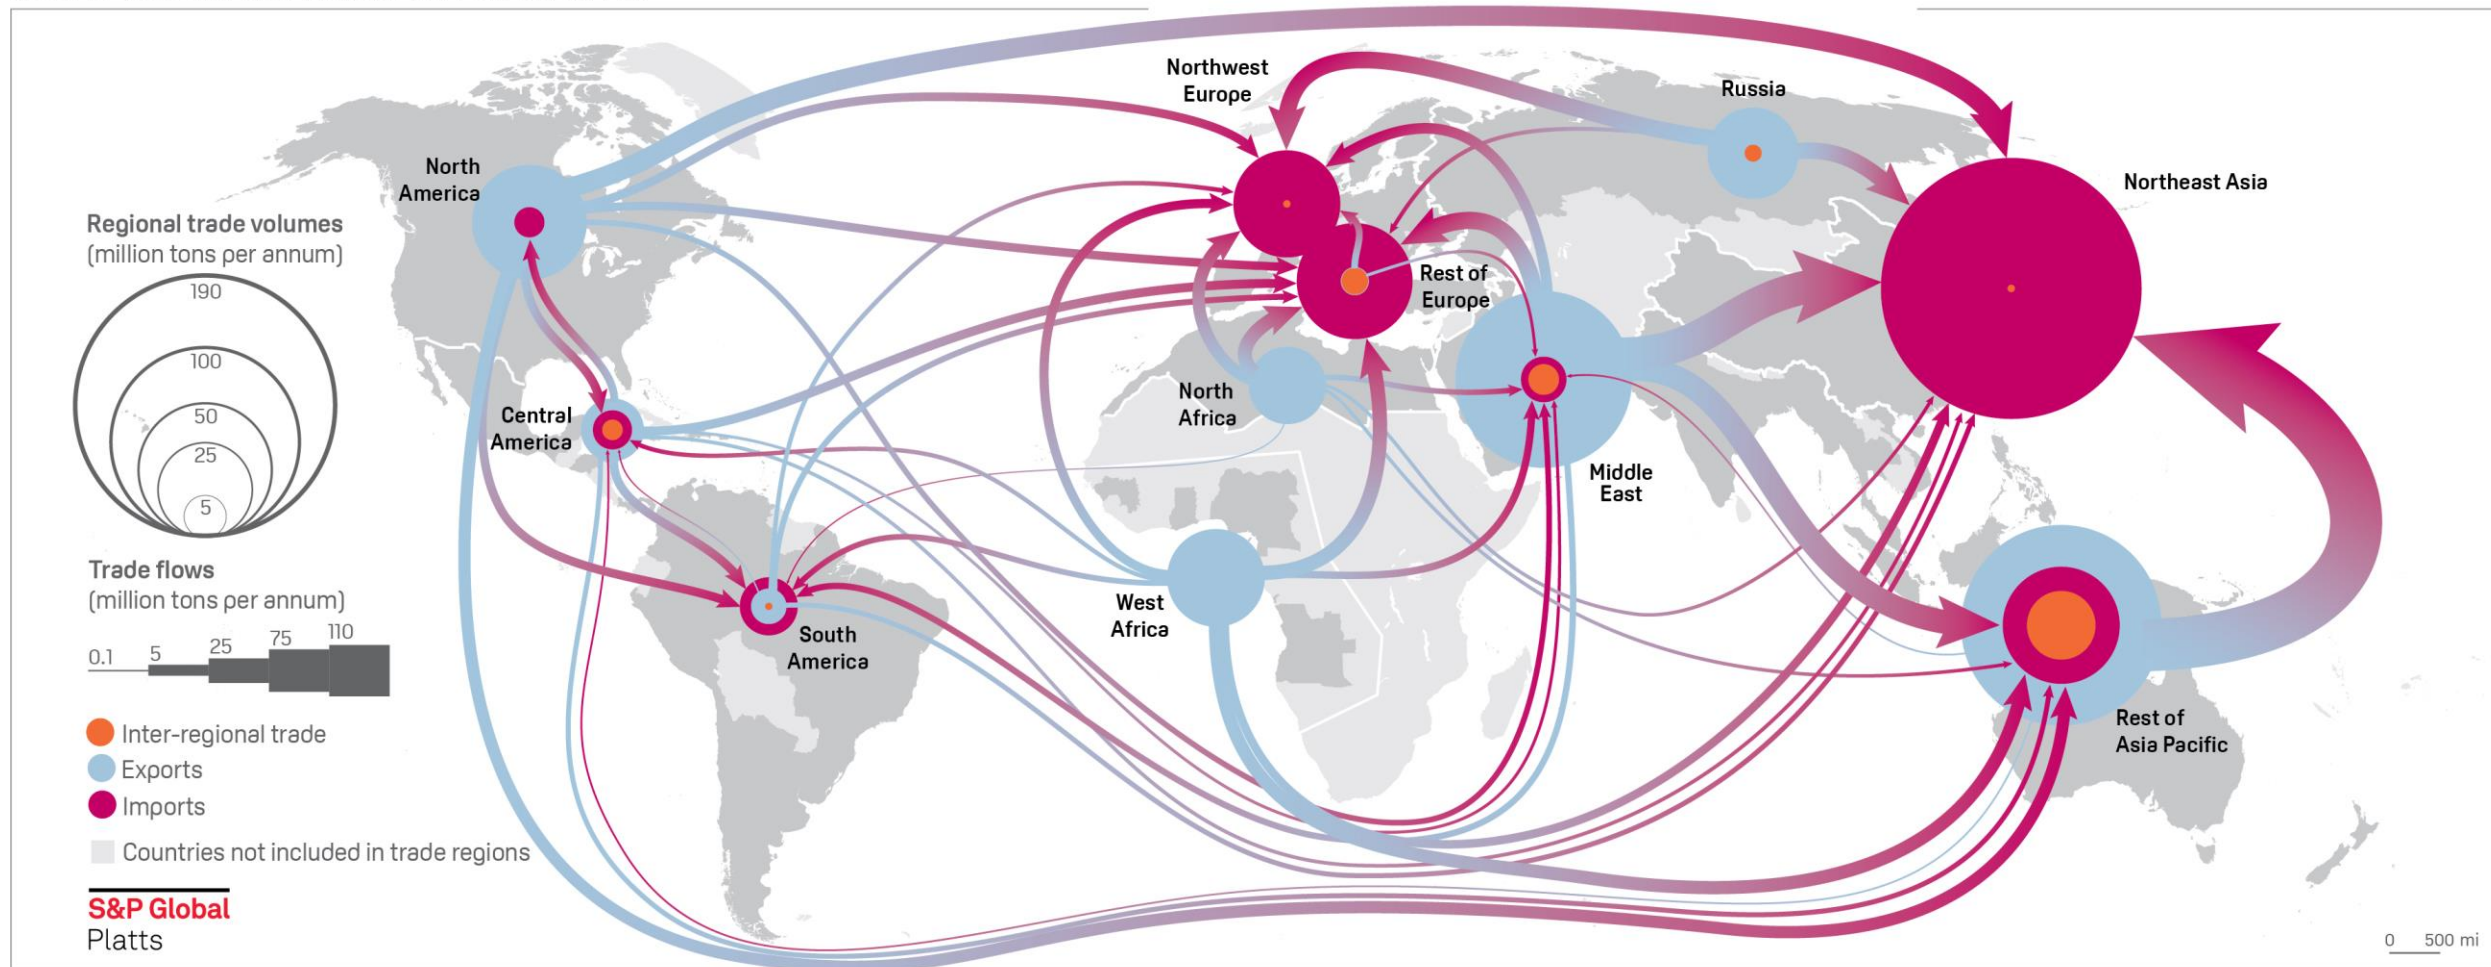 Regional trade volumes
(million tons per annum)
190
100
50
25
5
Trade flows
(million tons per annum)
0.1
5
25
75
110
Inter-regional trade
Exports
Imports
Countries not included in trade regions
S&P Global
Platts
North
America
Central
America
South
America
Northwest
Europe
Rest of
Europe
North
Africa
West
Africa
Russia
Middle
East
Northeast Asia
Rest of
Asia Pacific
0 500 mi